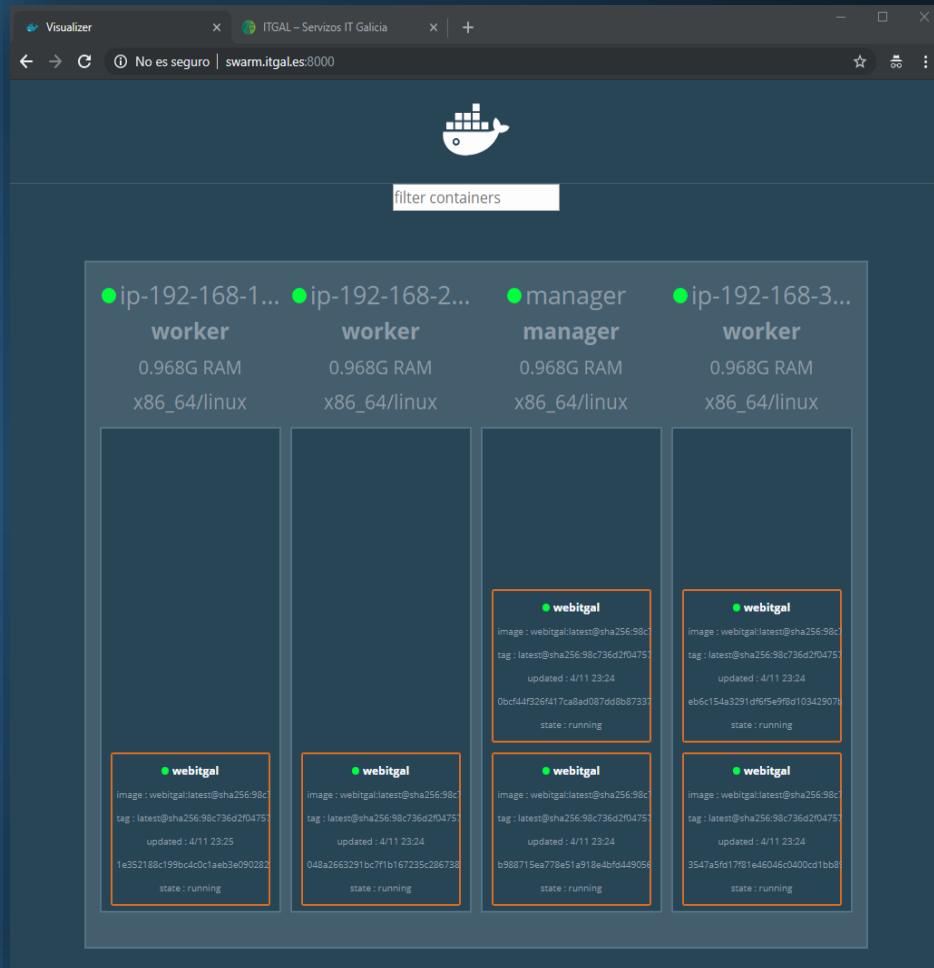 Visualizer
ITGAL – Servizos IT Galicia
No es seguro
swarm.itgal.es:8000
filter containers
ip-192-168-1...
worker
0.968G RAM
x86_64/linux
ip-192-168-2...
worker
0.968G RAM
x86_64/linux
manager
manager
0.968G RAM
x86_64/linux
ip-192-168-3...
worker
0.968G RAM
x86_64/linux
webitgal
image : webitgal:latest@sha256:98c7
tag : latest@sha256:98c736d2f04757
updated : 4/11 23:25
1e352188c199bc4c0c1aeb3e090282
state : running
webitgal
image : webitgal:latest@sha256:98c7
tag : latest@sha256:98c736d2f04757
updated : 4/11 23:24
048a2663291bc7f1b167235c286738
state : running
webitgal
image : webitgal:latest@sha256:98c7
tag : latest@sha256:98c736d2f04757
updated : 4/11 23:24
0bcf44f326f417ca8ad087dd8b87337
state : running
webitgal
image : webitgal:latest@sha256:98c7
tag : latest@sha256:98c736d2f04757
updated : 4/11 23:24
b988715ea778e51a918e4bfd449056
state : running
webitgal
image : webitgal:latest@sha256:98c7
tag : latest@sha256:98c736d2f04757
updated : 4/11 23:24
eb6c154a3291df6f5e9f8d10342907b
state : running
webitgal
image : webitgal:latest@sha256:98c7
tag : latest@sha256:98c736d2f04757
updated : 4/11 23:24
3547a5fd17f81e46046c0400cd1bb89
state : running